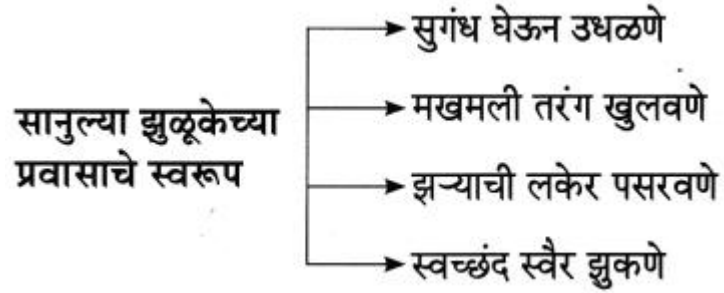 सुगंध घेऊन उधळणे
मखमली तरंग खुलवणे
सानुल्या झुळूकेच्या
प्रवासाचे स्वरूप
झऱ्याची लकेर पसरवणे
स्वच्छंद स्वैर झुकणे